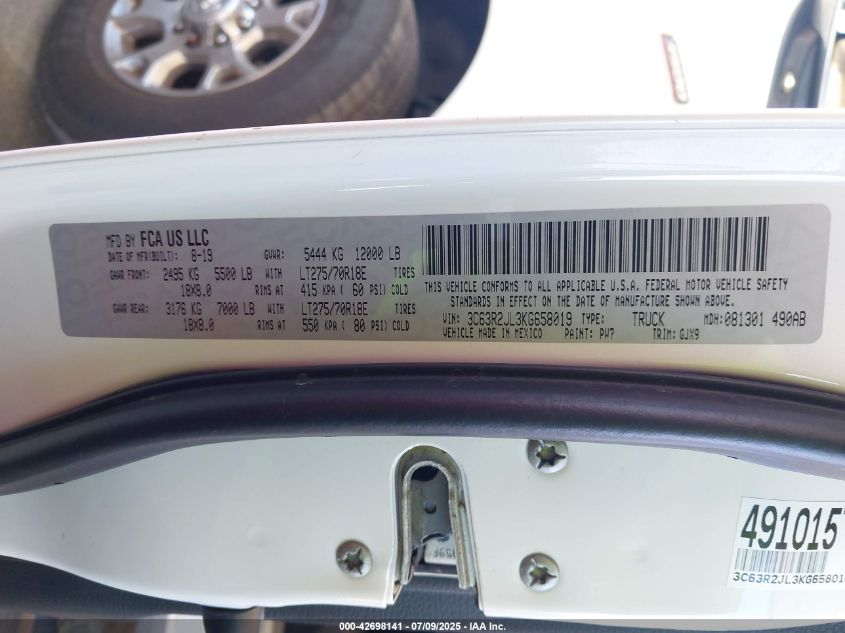 MFD BY FCA US LLC
DATE OF MFR(BUILT): 8-19 GVWR: 5444 KG 12000 LB
GAWR FRONT: 2495 KG 5500 LB WITH LT275/70R18E TIRES
18X8.0 RIMS AT 415 KPA ( 60 PSI) COLD
GAWR REAR: 3176 KG 7000 LB WITH LT275/70R18E TIRES
18X8.0 RIMS AT 550 KPA ( 80 PSI) COLD
THIS VEHICLE CONFORMS TO ALL APPLICABLE U.S.A. FEDERAL MOTOR VEHICLE SAFETY
STANDARDS IN EFFECT ON THE DATE OF MANUFACTURE SHOWN ABOVE.
VIN: 3C63R2JL3KG658019 TYPE: TRUCK MDH: 081301 490AB
VEHICLE MADE IN MEXICO PAINT: PW7 TRIM: GJX9
491015
3C63R2JL3KG65801
000-42698141 - 07/09/2025 - IAA Inc.